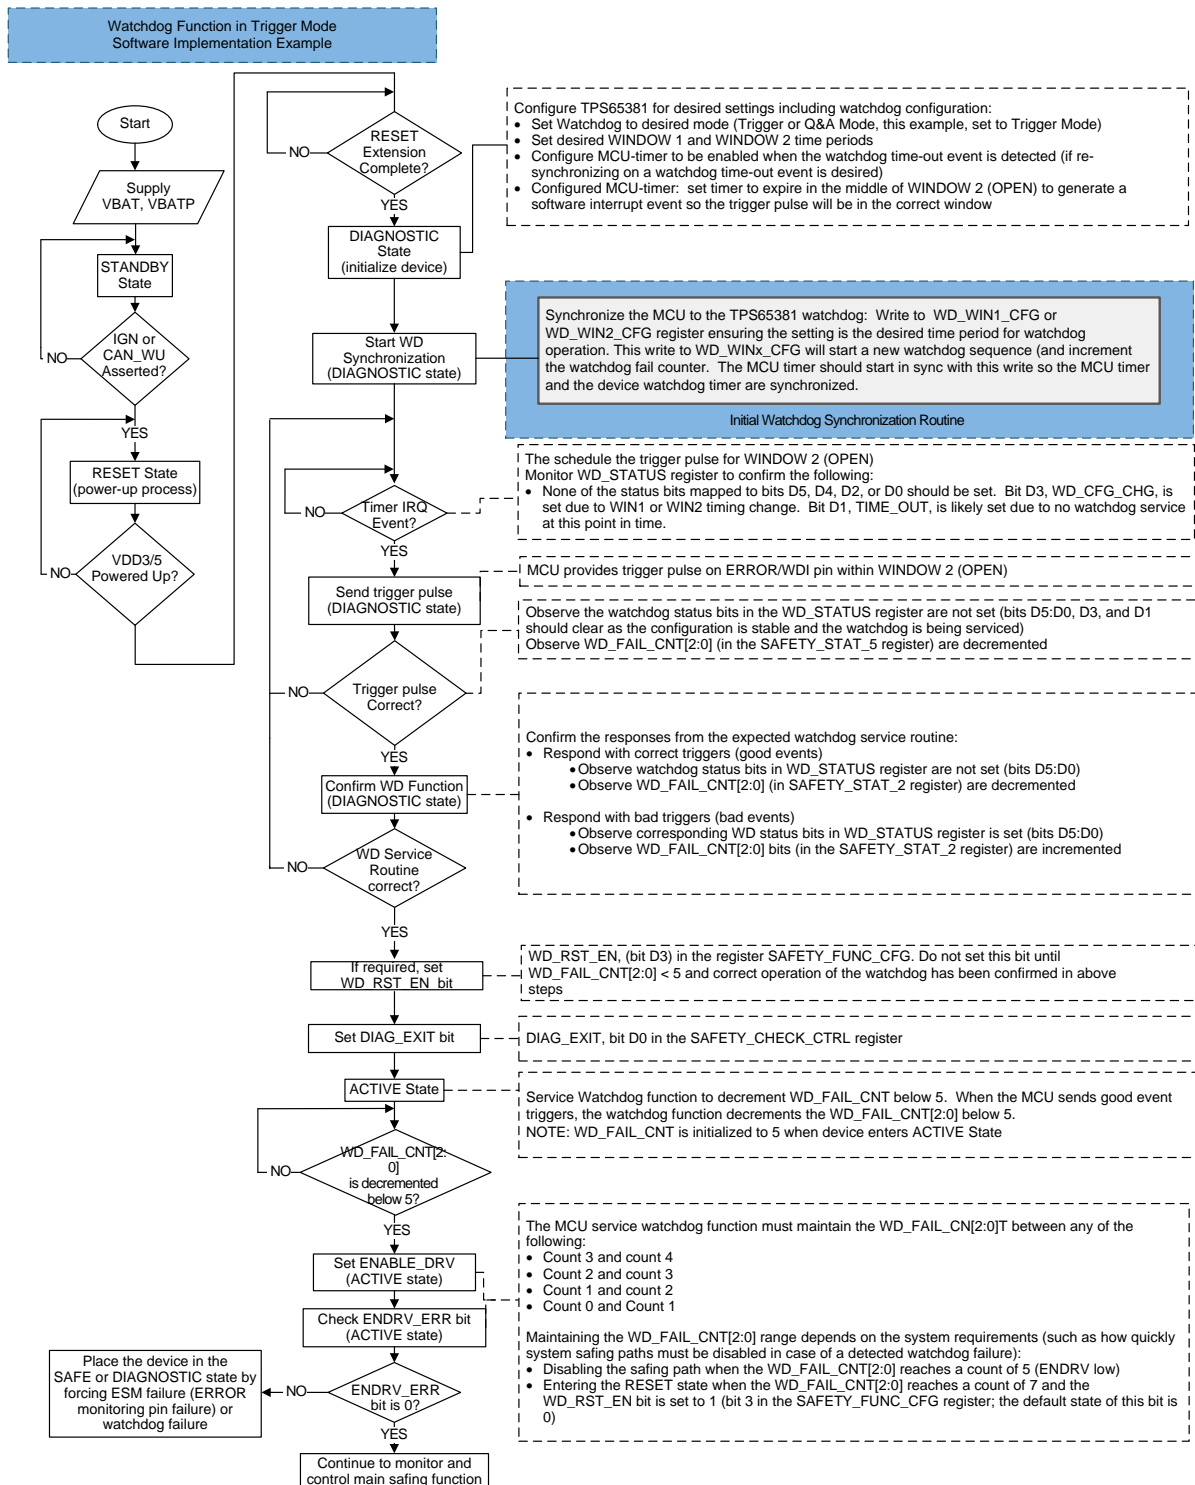 Watchdog Function in Trigger Mode
Software Implementation Example
Start
Supply
VBAT, VBATP
STANDBY
State
IGN or
CAN_WU
Asserted?
NO
YES
RESET State
(power-up process)
VDD3/5
Powered Up?
NO
RESET
Extension
Complete?
NO
YES
DIAGNOSTIC
State
(initialize device)
Configure TPS65381 for desired settings including watchdog configuration:
• Set Watchdog to desired mode (Trigger or Q&A Mode, this example, set to Trigger Mode)
• Set desired WINDOW 1 and WINDOW 2 time periods
• Configure MCU-timer to be enabled when the watchdog time-out event is detected (if re-
synchronizing on a watchdog time-out event is desired)
• Configured MCU-timer: set timer to expire in the middle of WINDOW 2 (OPEN) to generate a
software interrupt event so the trigger pulse will be in the correct window
Start WD
Synchronization
(DIAGNOSTIC state)
Synchronize the MCU to the TPS65381 watchdog: Write to WD_WIN1_CFG or
WD_WIN2_CFG register ensuring the setting is the desired time period for watchdog
operation. This write to WD_WINx_CFG will start a new watchdog sequence (and increment
the watchdog fail counter. The MCU timer should start in sync with this write so the MCU timer
and the device watchdog timer are synchronized.
Initial Watchdog Synchronization Routine
Timer IRQ
Event?
NO
YES
The schedule the trigger pulse for WINDOW 2 (OPEN)
Monitor WD_STATUS register to confirm the following:
• None of the status bits mapped to bits D5, D4, D2, or D0 should be set. Bit D3, WD_CFG_CHG, is
set due to WIN1 or WIN2 timing change. Bit D1, TIME_OUT, is likely set due to no watchdog service
at this point in time.
Send trigger pulse
(DIAGNOSTIC state)
MCU provides trigger pulse on ERROR/WDI pin within WINDOW 2 (OPEN)
Trigger pulse
Correct?
NO
YES
Observe the watchdog status bits in the WD_STATUS register are not set (bits D5:D0, D3, and D1
should clear as the configuration is stable and the watchdog is being serviced)
Observe WD_FAIL_CNT[2:0] (in the SAFETY_STAT_5 register) are decremented
Confirm WD Function
(DIAGNOSTIC state)
Confirm the responses from the expected watchdog service routine:
• Respond with correct triggers (good events)
• Observe watchdog status bits in WD_STATUS register are not set (bits D5:D0)
• Observe WD_FAIL_CNT[2:0] (in SAFETY_STAT_2 register) are decremented
• Respond with bad triggers (bad events)
• Observe corresponding WD status bits in WD_STATUS register is set (bits D5:D0)
• Observe WD_FAIL_CNT[2:0] bits (in the SAFETY_STAT_2 register) are incremented
WD Service
Routine
correct?
NO
YES
If required, set
WD_RST_EN bit
WD_RST_EN, (bit D3) in the register SAFETY_FUNC_CFG. Do not set this bit until
WD_FAIL_CNT[2:0] < 5 and correct operation of the watchdog has been confirmed in above
steps
Set DIAG_EXIT bit
DIAG_EXIT, bit D0 in the SAFETY_CHECK_CTRL register
ACTIVE State
Service Watchdog function to decrement WD_FAIL_CNT below 5. When the MCU sends good event
triggers, the watchdog function decrements the WD_FAIL_CNT[2:0] below 5.
NOTE: WD_FAIL_CNT is initialized to 5 when device enters ACTIVE State
WD_FAIL_CNT[2:
0]
is decremented
below 5?
NO
YES
Set ENABLE_DRV
(ACTIVE state)
Check ENDRV_ERR bit
(ACTIVE state)
The MCU service watchdog function must maintain the WD_FAIL_CN[2:0]T between any of the
following:
• Count 3 and count 4
• Count 2 and count 3
• Count 1 and count 2
• Count 0 and Count 1
Maintaining the WD_FAIL_CNT[2:0] range depends on the system requirements (such as how quickly
system safing paths must be disabled in case of a detected watchdog failure):
• Disabling the safing path when the WD_FAIL_CNT[2:0] reaches a count of 5 (ENDRV low)
• Entering the RESET state when the WD_FAIL_CNT[2:0] reaches a count of 7 and the
WD_RST_EN bit is set to 1 (bit 3 in the SAFETY_FUNC_CFG register; the default state of this bit is
0)
ENDRV_ERR
bit is 0?
NO
Place the device in the
SAFE or DIAGNOSTIC state by
forcing ESM failure (ERROR
monitoring pin failure) or
watchdog failure
YES
Continue to monitor and
control main safing function